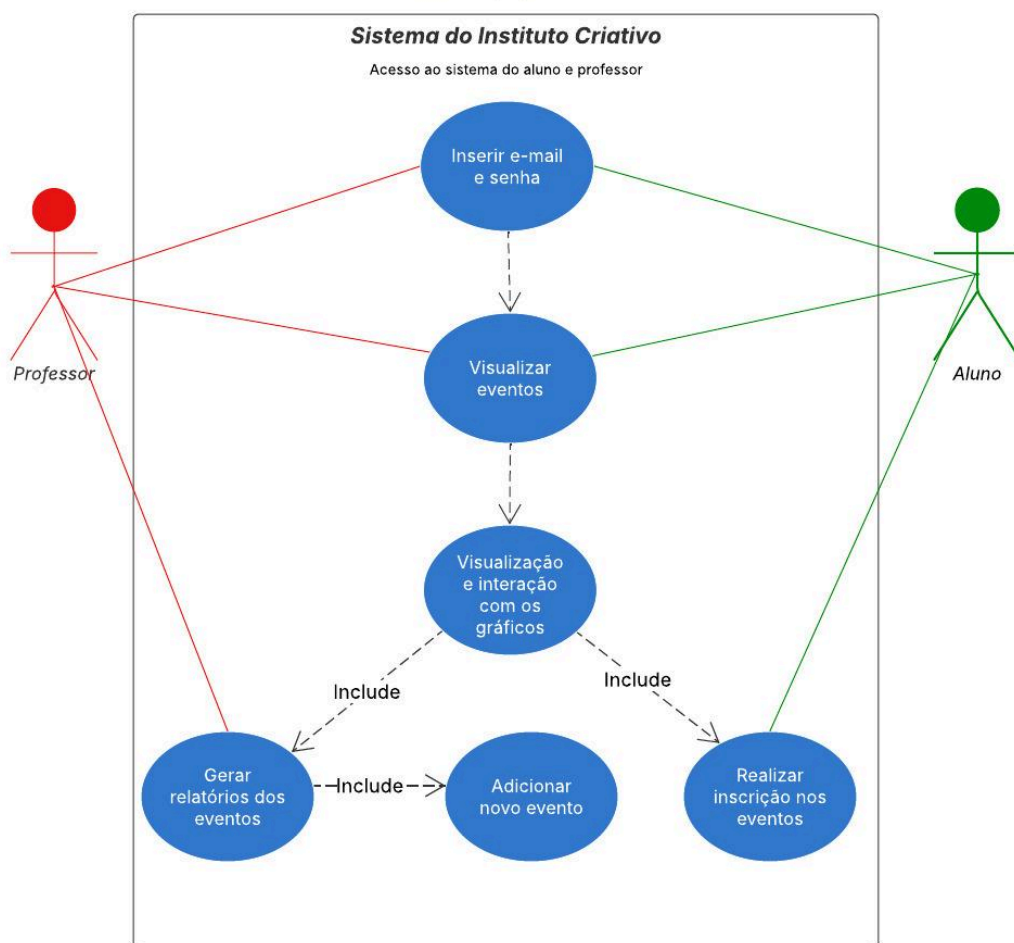 Sistema do Instituto Criativo
Acesso ao sistema do aluno e professor
Inserir e-mail
e senha
Professor
Aluno
Visualizar
eventos
Visualização
e interação
com os
gráficos
Include
Include
Gerar
relatórios dos
eventos
Include
Adicionar
novo evento
Realizar
inscrição nos
eventos